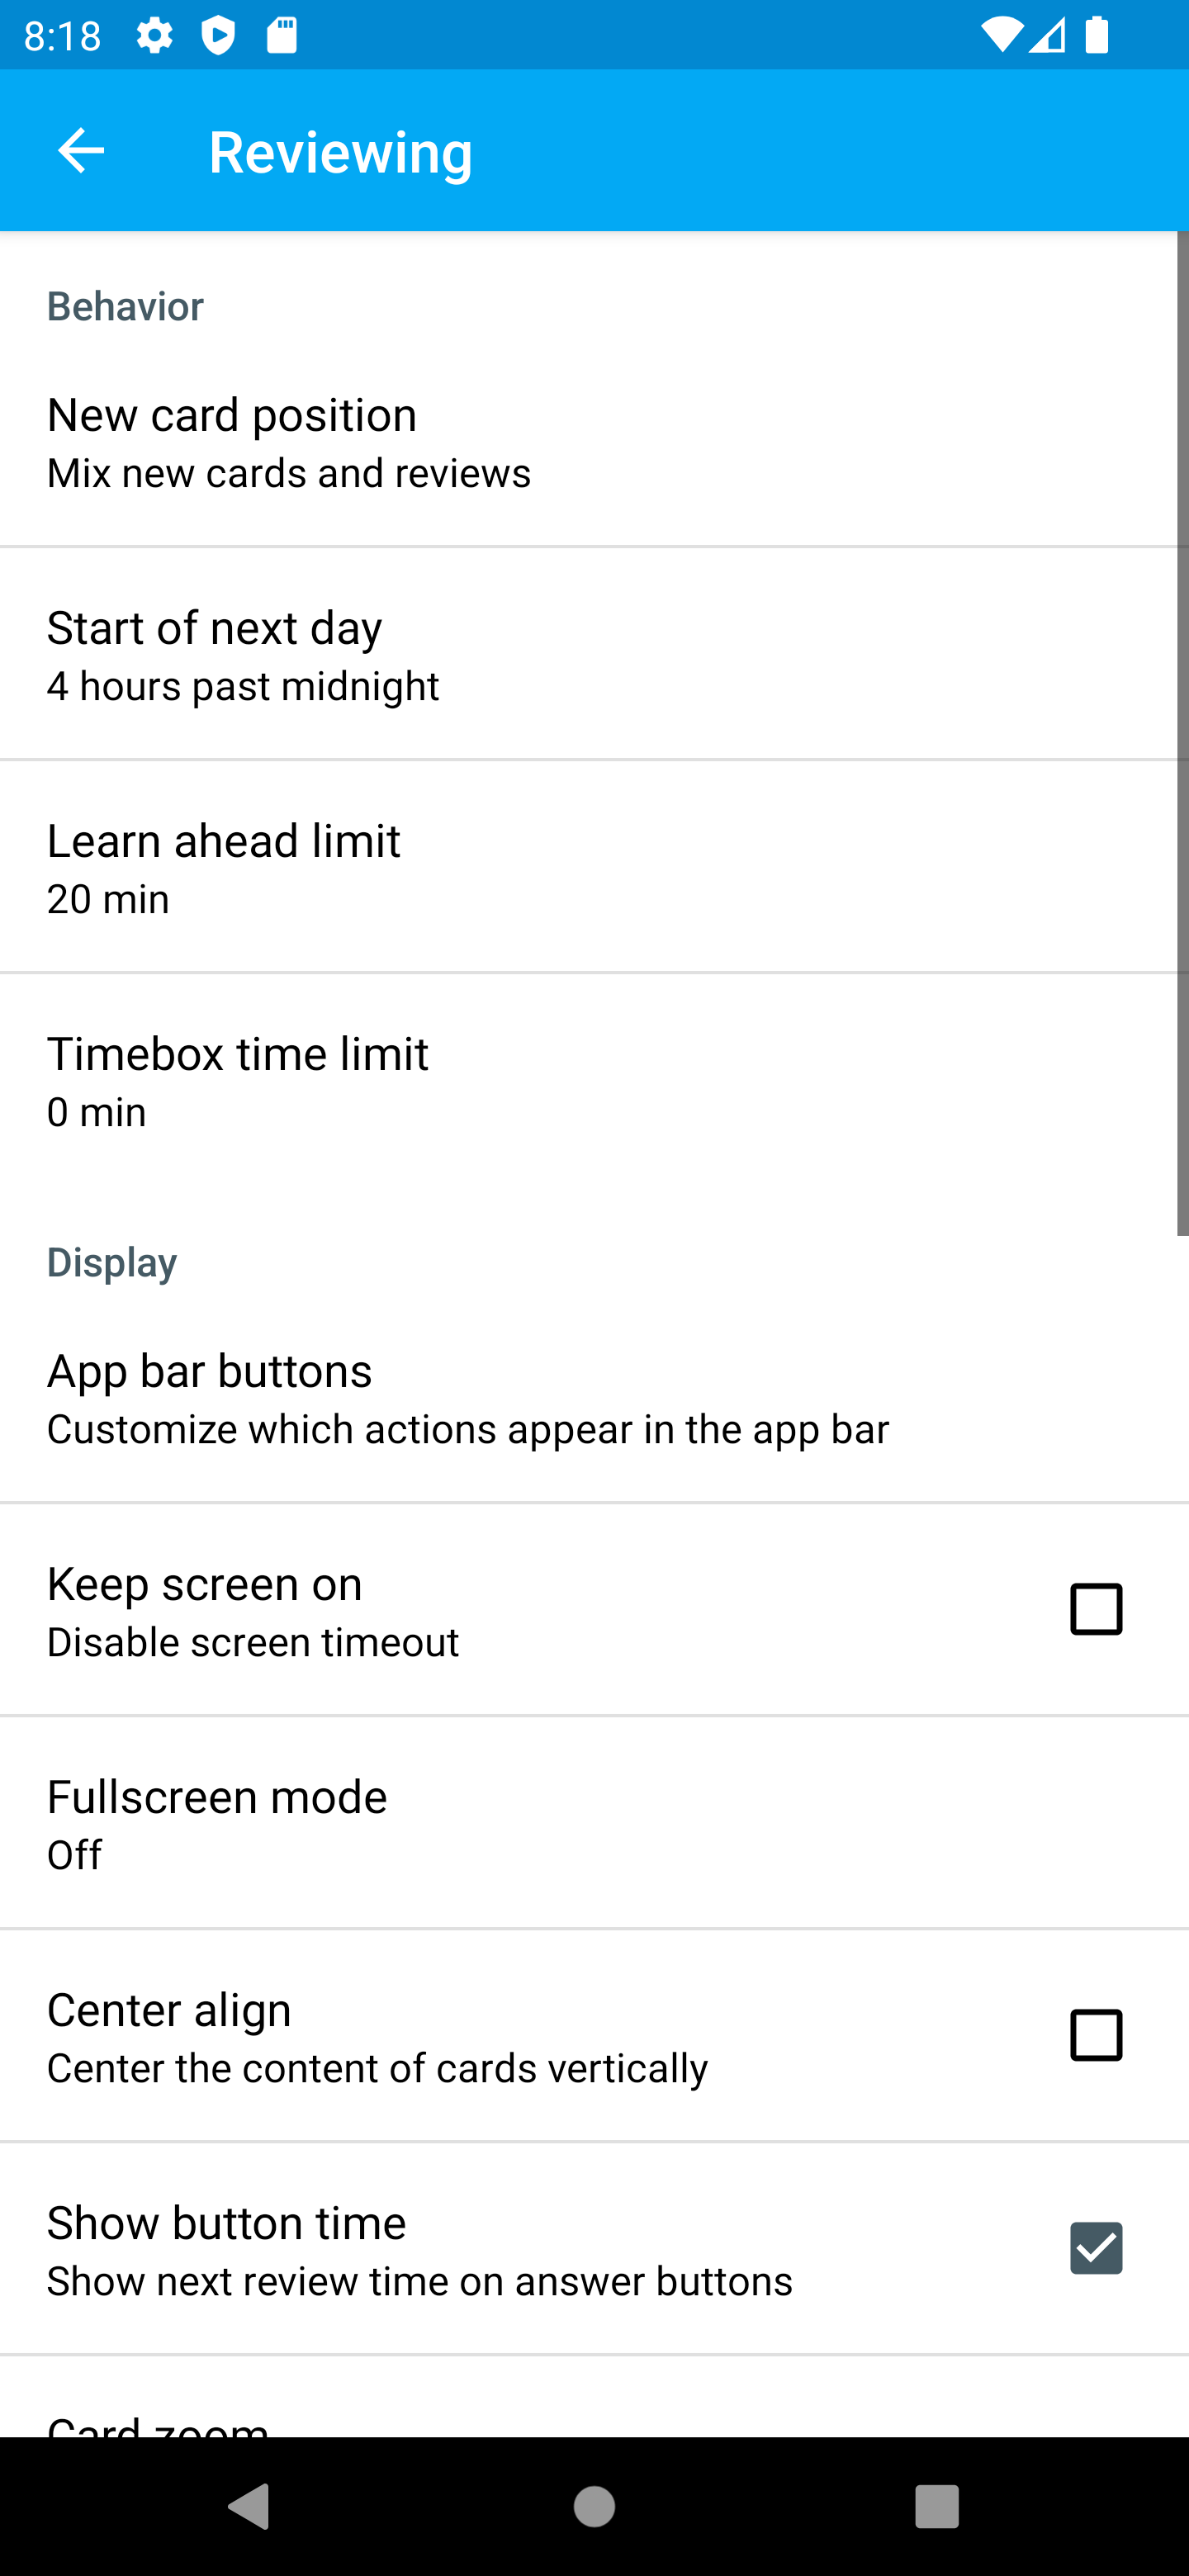 8:18
Reviewing
Behavior
New card position
Mix new cards and reviews
Start of next day
4 hours past midnight
Learn ahead limit
20 min
Timebox time limit
0 min
Display
App bar buttons
Customize which actions appear in the app bar
Keep screen on
Disable screen timeout
Fullscreen mode
Off
Center align
Center the content of cards vertically
Show button time
Show next review time on answer buttons
Card zoom